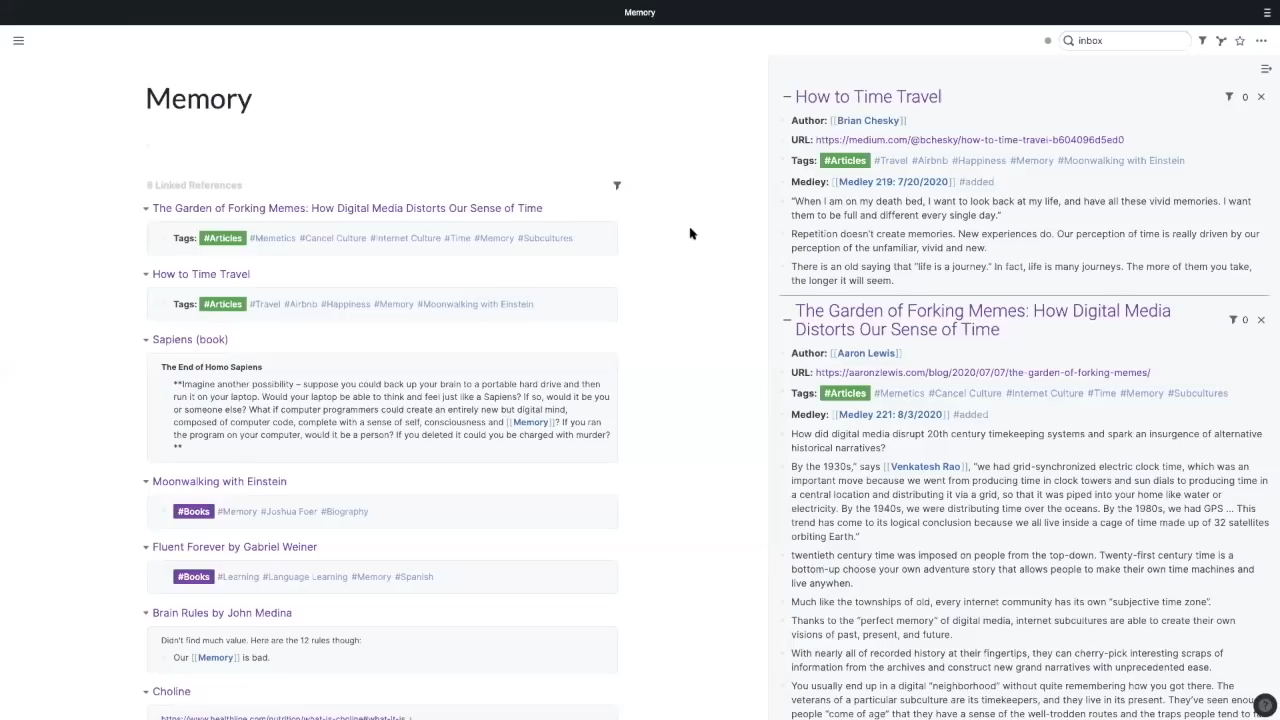 Memory
inbox
Memory
6 Linked References
The Garden of Forking Memes: How Digital Media Distorts Our Sense of Time
Tags: #Articles #Memetics #Cancel Culture #Internet Culture #Time #Memory #Subcultures
How to Time Travel
Tags: #Articles #Travel #Airbnb #Happiness #Memory #Moonwalking with Einstein
Sapiens (book)
The End of Homo Sapiens
**Imagine another possibility – suppose you could back up your brain to a portable hard drive and then
run it on your laptop. Would your laptop be able to think and feel just like a Sapiens? If so, would it be you
or someone else? What if computer programmers could create an entirely new but digital mind,
composed of computer code, complete with a sense of self, consciousness and [[Memory]]? If you ran
the program on your computer, would it be a person? If you deleted it could you be charged with murder?
**
Moonwalking with Einstein
#Books #Memory #Joshua Foer #Biography
Fluent Forever by Gabriel Weiner
#Books #Learning #Language Learning #Memory #Spanish
Brain Rules by John Medina
Didn't find much value. Here are the 12 rules though:
Our [[Memory]] is bad.
Choline
https://www.healthline.com/nutrition/what-is-choline#what-it-is
How to Time Travel
0
Author: [[Brian Chesky]]
URL: https://medium.com/@bchesky/how-to-time-travel-b604096d5ed0
Tags: #Articles #Travel #Airbnb #Happiness #Memory #Moonwalking with Einstein
Medley: [[Medley 219: 7/20/2020]] #added
“When I am on my death bed, I want to look back at my life, and have all these vivid memories. I want
them to be full and different every single day.”
Repetition doesn't create memories. New experiences do. Our perception of time is really driven by our
perception of the unfamiliar, vivid and new.
There is an old saying that “life is a journey.” In fact, life is many journeys. The more of them you take,
the longer it will seem.
The Garden of Forking Memes: How Digital Media
Distorts Our Sense of Time
0
Author: [[Aaron Lewis]]
URL: https://aaronzlewis.com/blog/2020/07/07/the-garden-of-forking-memes/
Tags: #Articles #Memetics #Cancel Culture #Internet Culture #Time #Memory #Subcultures
Medley: [[Medley 221: 8/3/2020]] #added
How did digital media disrupt 20th century timekeeping systems and spark an insurgence of alternative
historical narratives?
By the 1930s,” says [[Venkatesh Rao]], “we had grid-synchronized electric clock time, which was an
important move because we went from producing time in clock towers and sun dials to producing time in
a central location and distributing it via a grid, so that it was piped into your home like water or
electricity. By the 1940s, we were distributing time over the oceans. By the 1980s, we had GPS ... This
trend has come to its logical conclusion because we all live inside a cage of time made up of 32 satellites
orbiting Earth.”
twentieth century time was imposed on people from the top-down. Twenty-first century time is a
bottom-up choose your own adventure story that allows people to make their own time machines and
live anywhen.
Much like the townships of old, every internet community has its own “subjective time zone”.
Thanks to the “perfect memory” of digital media, internet subcultures are able to create their own
visions of past, present, and future.
With nearly all of recorded history at their fingertips, they can cherry-pick interesting scraps of
information from the archives and construct new grand narratives with unprecedented ease.
You usually end up in a digital “neighborhood” without quite remembering how you got there. The
veterans of a particular subculture are its timekeepers, and they live in its present. They've seen enough
people “come of age” that they have a sense of the well-trodden routes and the traps people tend to